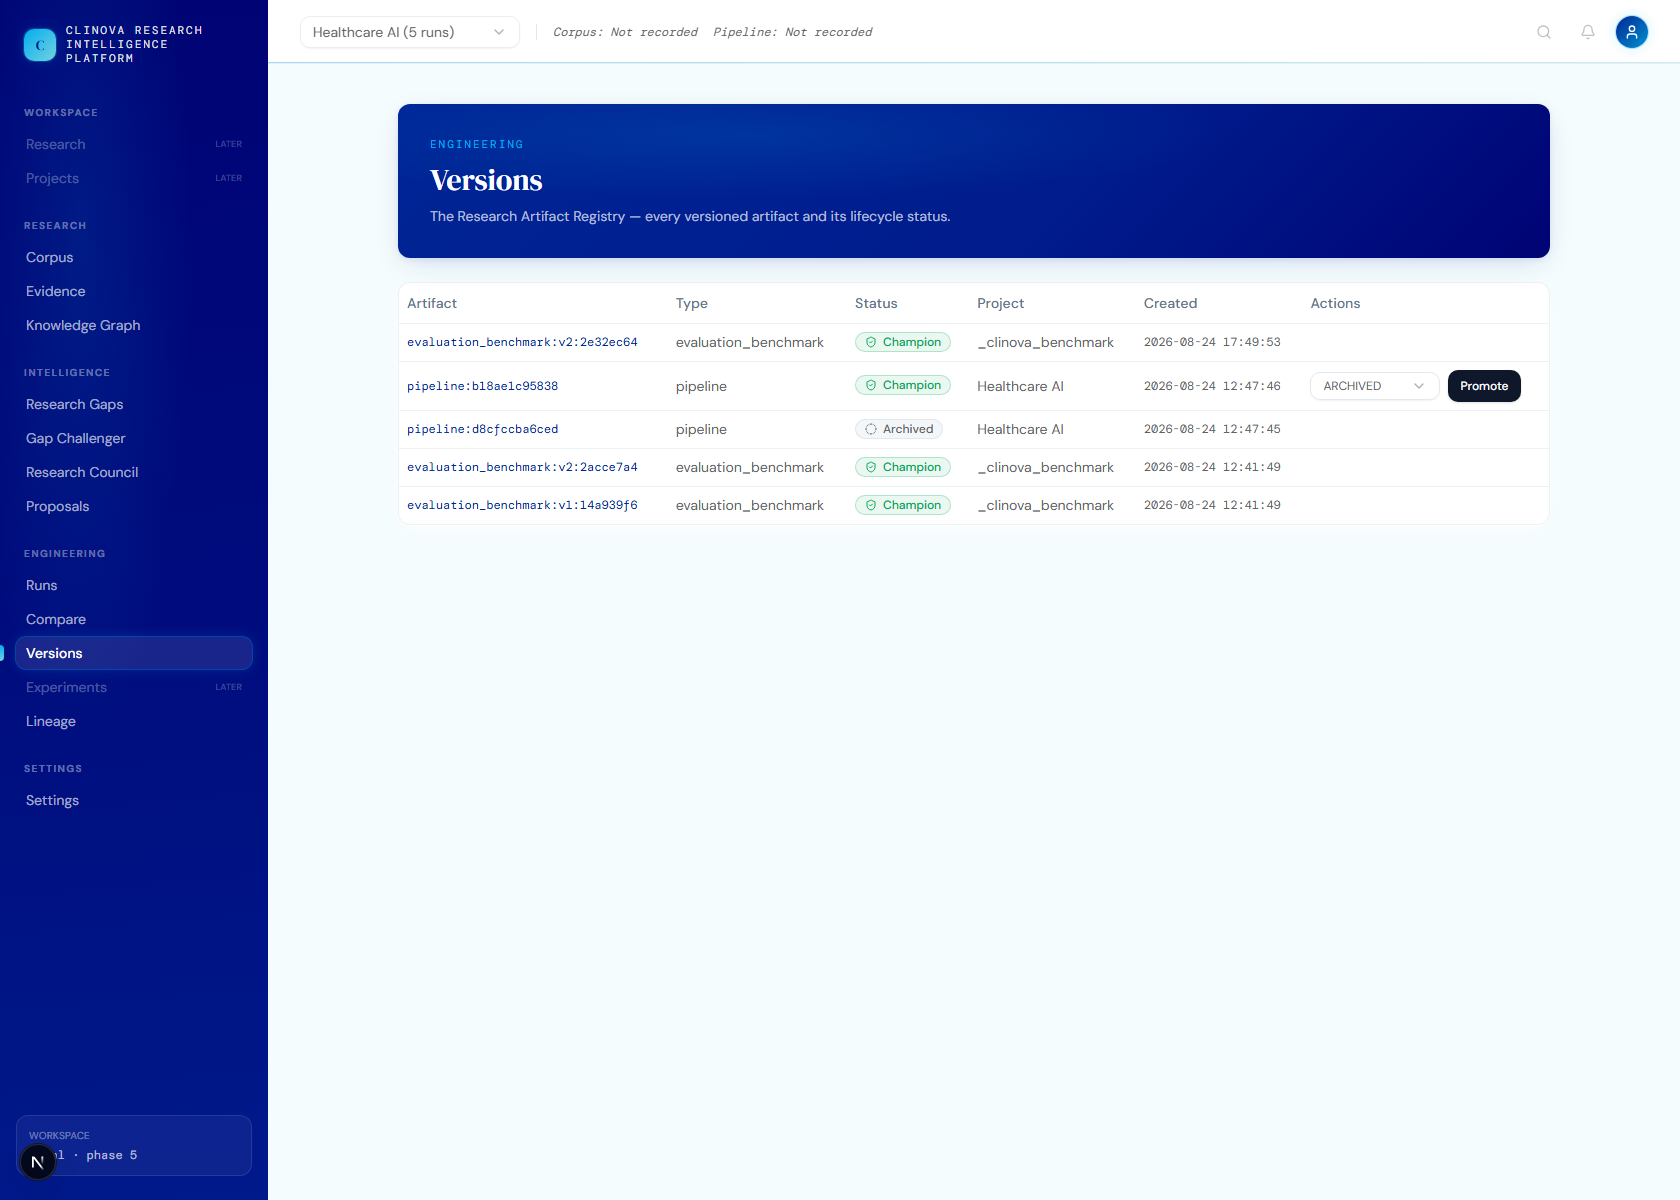 C
CLINOVA RESEARCH
INTELLIGENCE
PLATFORM
WORKSPACE
Research LATER
Projects LATER
RESEARCH
Corpus
Evidence
Knowledge Graph
INTELLIGENCE
Research Gaps
Gap Challenger
Research Council
Proposals
ENGINEERING
Runs
Compare
Versions
Experiments LATER
Lineage
SETTINGS
Settings
WORKSPACE
· phase 5
N
Healthcare AI (5 runs)
Corpus: Not recorded Pipeline: Not recorded
ENGINEERING
Versions
The Research Artifact Registry — every versioned artifact and its lifecycle status.
Artifact Type Status Project Created Actions
evaluation_benchmark:v2:2e32ec64 evaluation_benchmark Champion _clinova_benchmark 2026-08-24 17:49:53
pipeline:b18ae1c95838 pipeline Champion Healthcare AI 2026-08-24 12:47:46 ARCHIVED Promote
pipeline:d8cfccba6ced pipeline Archived Healthcare AI 2026-08-24 12:47:45
evaluation_benchmark:v2:2acce7a4 evaluation_benchmark Champion _clinova_benchmark 2026-08-24 12:41:49
evaluation_benchmark:v1:14a939f6 evaluation_benchmark Champion _clinova_benchmark 2026-08-24 12:41:49